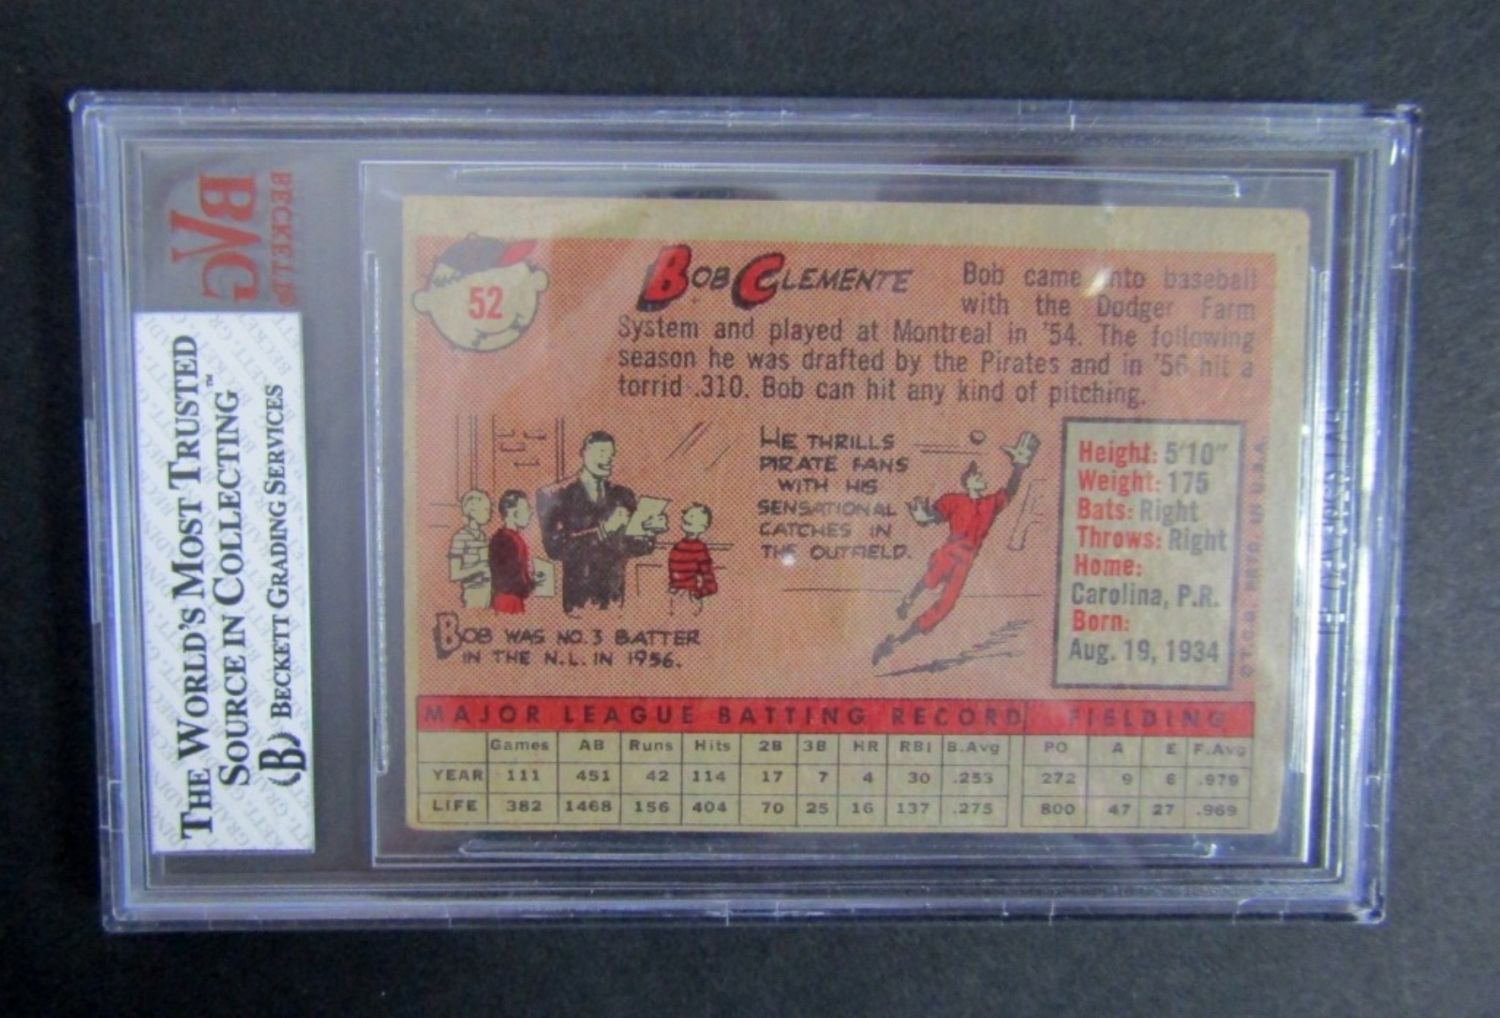 BVG
BECKETT®
THE WORLD'S MOST TRUSTED
SOURCE IN COLLECTING™
(B) BECKETT GRADING SERVICES
52
BOB CLEMENTE
Bob came into baseball
with the Dodger Farm
System and played at Montreal in '54. The following
season he was drafted by the Pirates and in '56 hit a
torrid .310. Bob can hit any kind of pitching.
BOB WAS NO.3 BATTER
IN THE N.L. IN 1956.
HE THRILLS
PIRATE FANS
WITH HIS
SENSATIONAL
CATCHES IN
THE OUTFIELD.
Height: 5'10"
Weight: 175
Bats: Right
Throws: Right
Home:
Carolina, P.R.
Born:
Aug. 19, 1934
MAJOR LEAGUE BATTING RECORD FIELDING
Games AB Runs Hits 2B 3B HR RBI B.Avg PO A E F.Avg
YEAR 111 451 42 114 17 7 4 30 .253 272 9 6 .979
LIFE 382 1468 156 404 70 25 16 137 .275 800 47 27 .969
© T.C.G. PRTD. IN U.S.A.